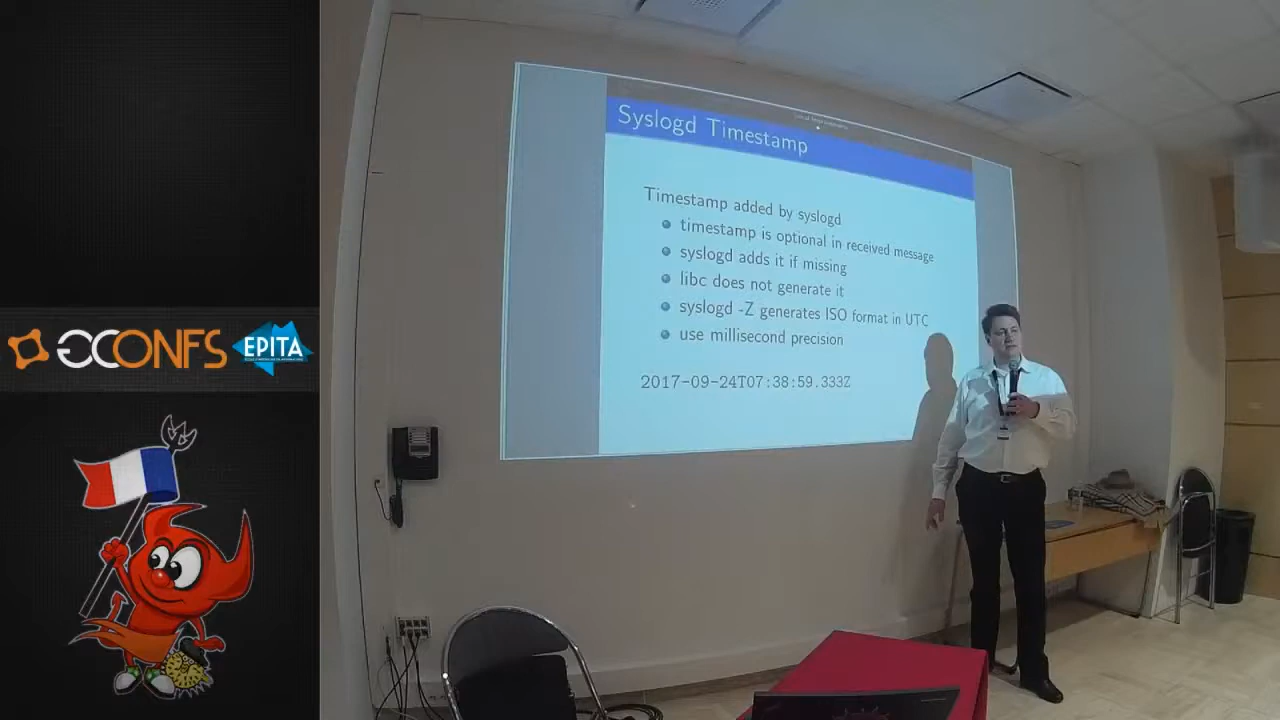 GCONFS
EPITA
Syslogd Timestamp
Timestamp added by syslogd
timestamp is optional in received message
syslogd adds it if missing
libc does not generate it
syslogd -Z generates ISO format in UTC
use millisecond precision
2017-09-24T07:38:59.333Z